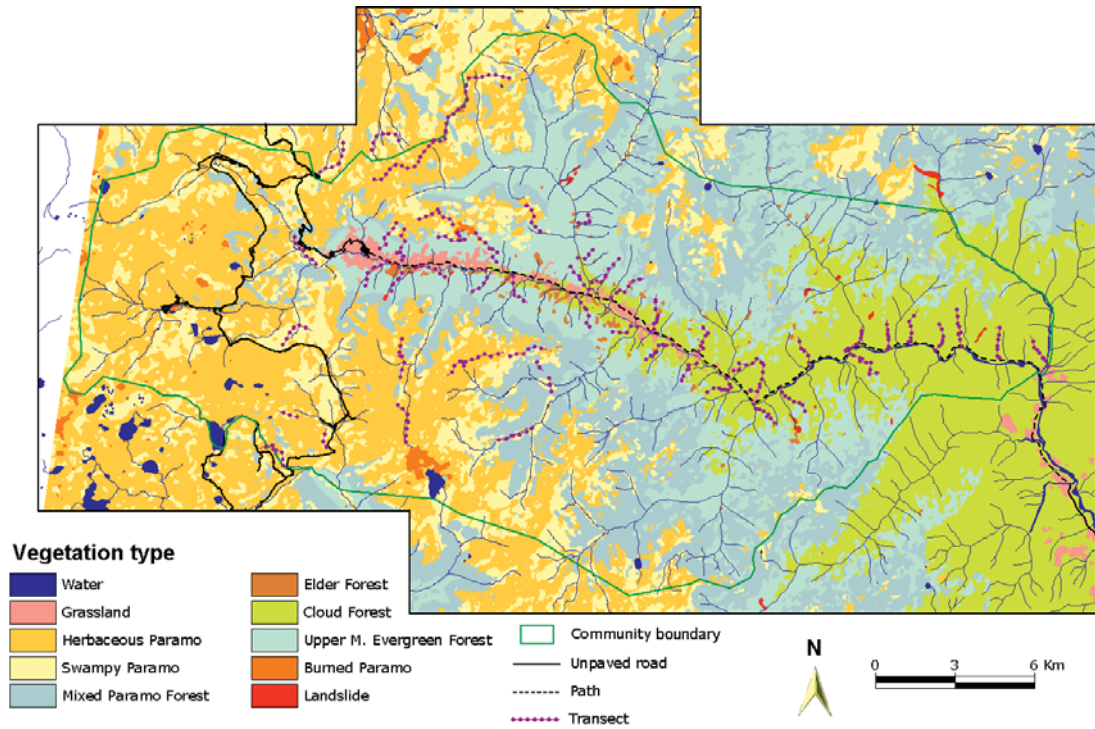 Vegetation type
Water
Grassland
Herbaceous Paramo
Swampy Paramo
Mixed Paramo Forest
Elder Forest
Cloud Forest
Upper M. Evergreen Forest
Burned Paramo
Landslide
Community boundary
Unpaved road
Path
Transect
N
0 3 6 Km